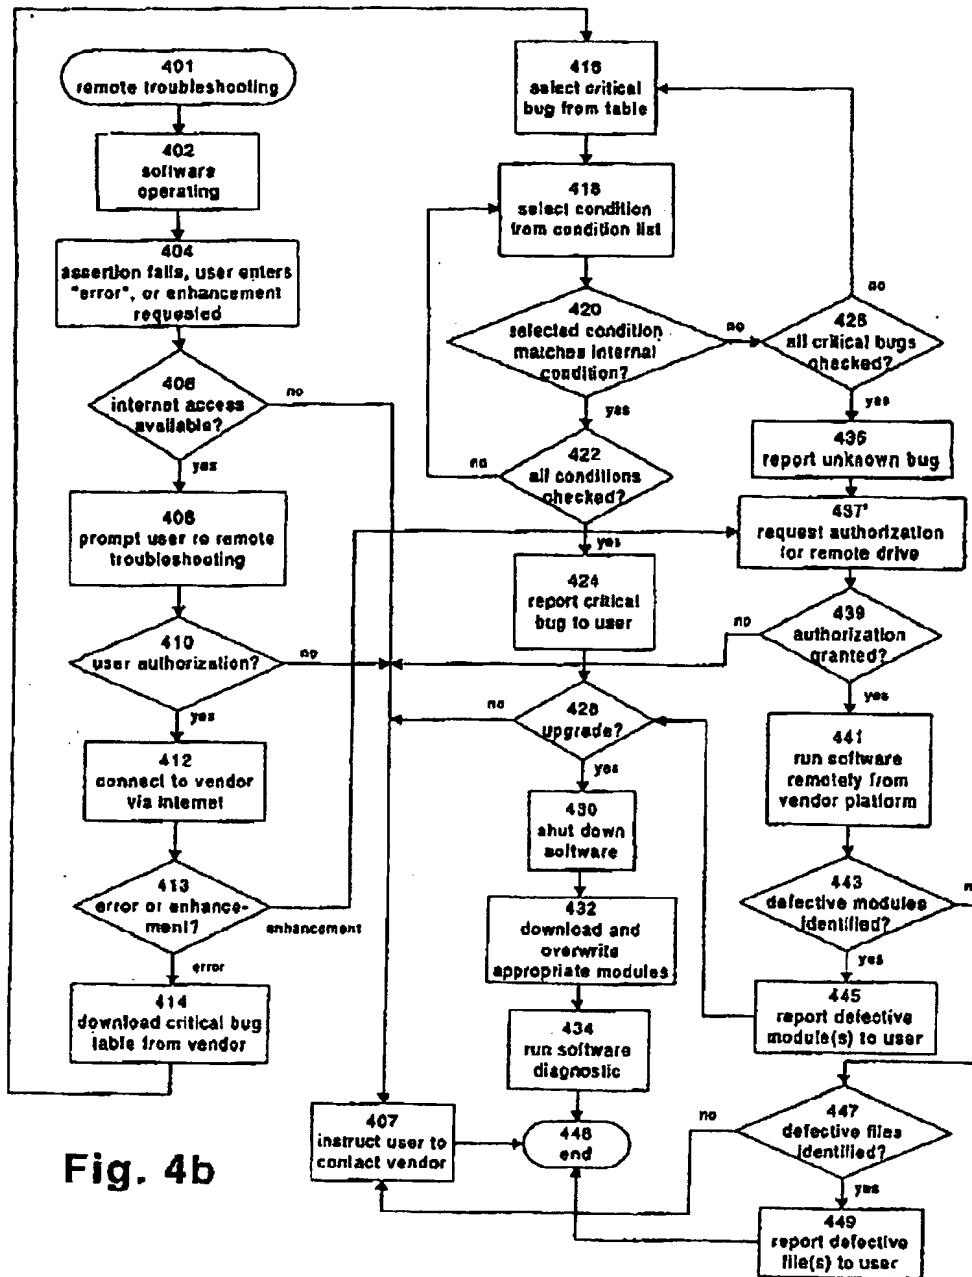 401
remote troubleshooting
402
software
operating
404
assertion fails, user enters
"error", or enhancement
requested
406
internet access
available?
no
yes
408
prompt user re remote
troubleshooting
410
user authorization?
no
yes
412
connect to vendor
via internet
413
error or enhance-
ment?
enhancement
error
414
download critical bug
table from vendor
416
select critical
bug from table
418
select condition
from condition list
420
selected condition
matches internal
condition?
no
yes
422
all conditions
checked?
no
yes
424
report critical
bug to user
428
upgrade?
no
yes
430
shut down
software
432
download and
overwrite
appropriate modules
434
run software
diagnostic
407
instruct user to
contact vendor
448
end
no
426
all critical bugs
checked?
yes
436
report unknown bug
437'
request authorization
for remote drive
439
authorization
granted?
no
yes
441
run software
remotely from
vendor platform
443
defective modules
identified?
no
yes
445
report defective
module(s) to user
447
defective files
identified?
no
yes
449
report defective
file(s) to user
Fig. 4b